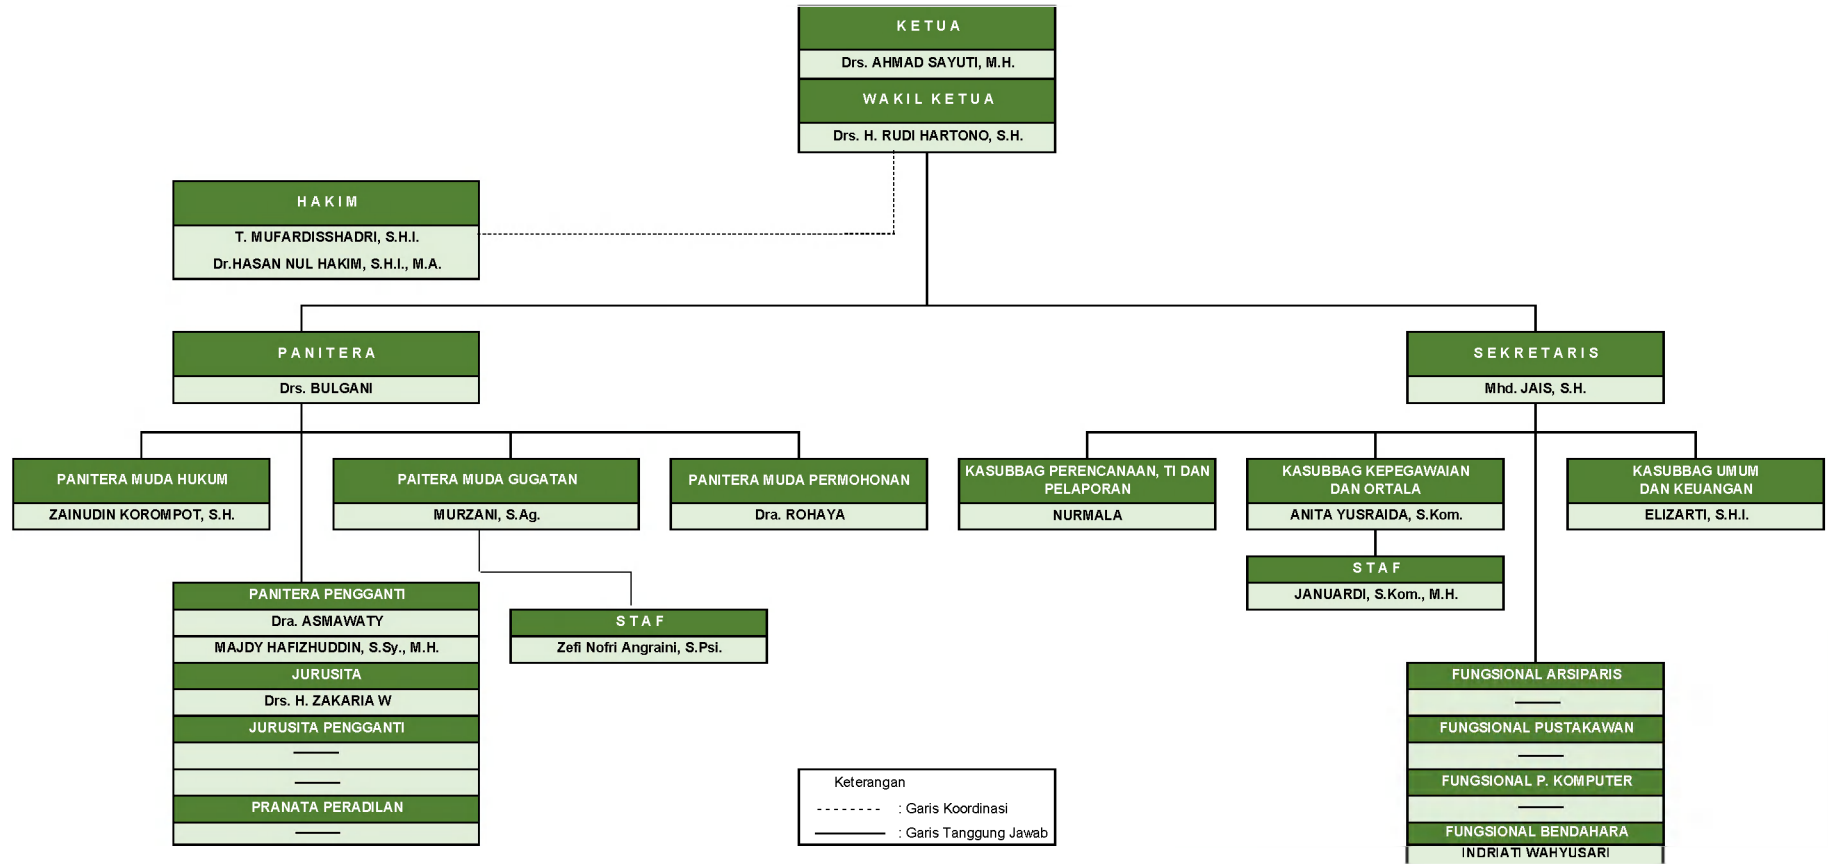 KETUA
Drs. AHMAD SAYUTI, M.H.
WAKIL KETUA
Drs. H. RUDI HARTONO, S.H.
HAKIM
T. MUFARDISSHADRI, S.H.I.
Dr.HASAN NUL HAKIM, S.H.I., M.A.
PANITERA
Drs. BULGANI
SEKRETARIS
Mhd. JAIS, S.H.
PANITERA MUDA HUKUM
ZAINUDIN KOROMPOT, S.H.
PAITERA MUDA GUGATAN
MURZANI, S.Ag.
PANITERA MUDA PERMOHONAN
Dra. ROHAYA
KASUBBAG PERENCANAAN, TI DAN
PELAPORAN
NURMALA
KASUBBAG KEPEGAWAIAN
DAN ORTALA
ANITA YUSRAIDA, S.Kom.
KASUBBAG UMUM
DAN KEUANGAN
ELIZARTI, S.H.I.
STAF
JANUARDI, S.Kom., M.H.
PANITERA PENGGANTI
Dra. ASMAWATY
MAJDY HAFIZHUDDIN, S.Sy., M.H.
JURUSITA
Drs. H. ZAKARIA W
JURUSITA PENGGANTI
PRANATA PERADILAN
STAF
Zefi Nofri Angraini, S.Psi.
FUNGSIONAL ARSIPARIS
FUNGSIONAL PUSTAKAWAN
FUNGSIONAL P. KOMPUTER
FUNGSIONAL BENDAHARA
INDRIATI WAHYUSARI
Keterangan
: Garis Koordinasi
: Garis Tanggung Jawab